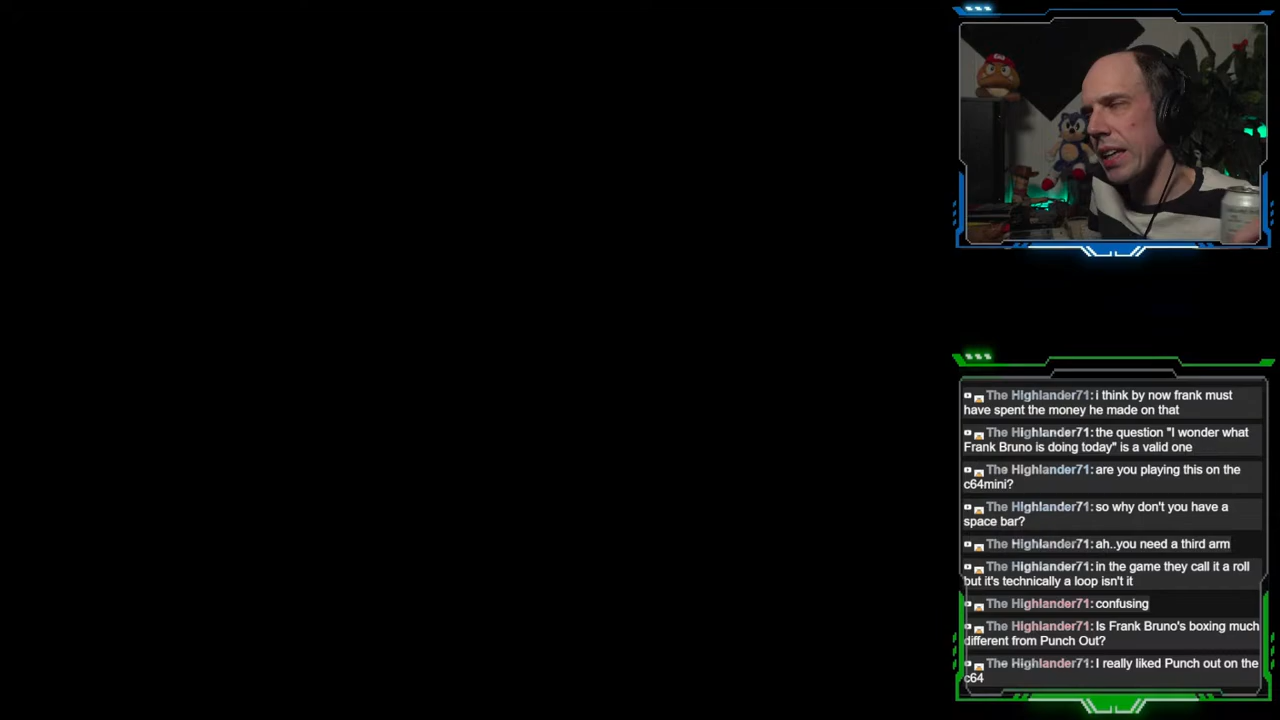 The HIghlander71: i think by now frank must
have spent the money he made on that
The HIghlander71: the question "I wonder what
Frank Bruno is doing today" is a valid one
The HIghlander71: are you playing this on the
c64mini?
The HIghlander71: so why don't you have a
space bar?
The HIghlander71: ah..you need a third arm
The HIghlander71: in the game they call it a roll
but it's technically a loop isn't it
The HIghlander71: confusing
The HIghlander71: Is Frank Bruno's boxing much
different from Punch Out?
The HIghlander71: I really liked Punch out on the
c64